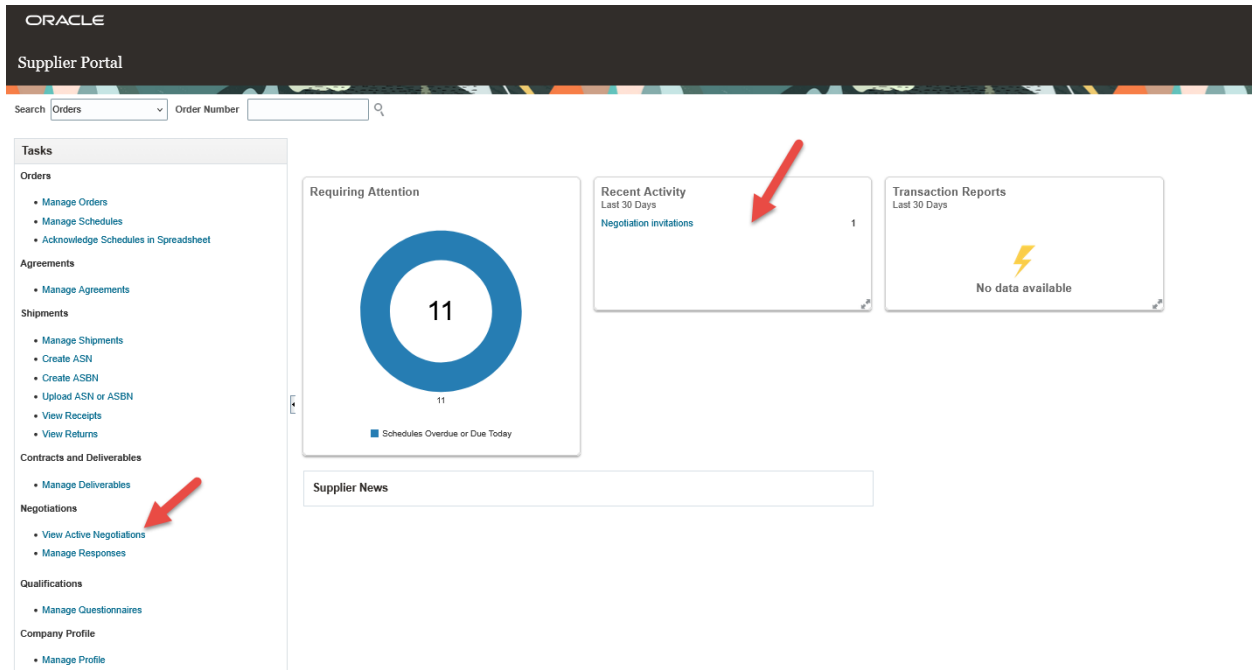 ORACLE
Supplier Portal
Search Orders Order Number
Tasks
Orders
Manage Orders
Manage Schedules
Acknowledge Schedules in Spreadsheet
Agreements
Manage Agreements
Shipments
Manage Shipments
Create ASN
Create ASBN
Upload ASN or ASBN
View Receipts
View Returns
Contracts and Deliverables
Manage Deliverables
Negotiations
View Active Negotiations
Manage Responses
Qualifications
Manage Questionnaires
Company Profile
Manage Profile
Requiring Attention
11
11
Schedules Overdue or Due Today
Recent Activity
Last 30 Days
Negotiation invitations 1
Transaction Reports
Last 30 Days
No data available
Supplier News